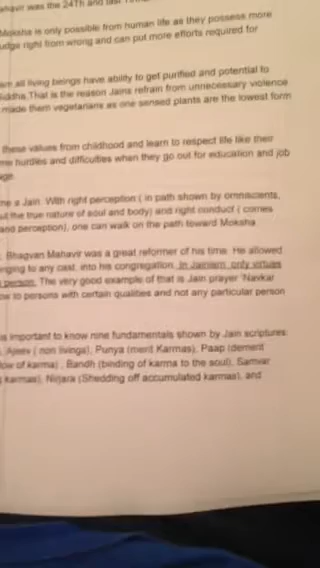 ahavir was the 24Th and last
Moksha is only possible from human life as they possess more
udge right from wrong and can put more efforts required for
all living beings have ability to get purified and potential to
Siddha.That is the reason Jains refrain from unnecessary violence
made them vegetarians as one sensed plants are the lowest form
these values from childhood and learn to respect life like their
me hurdles and difficulties when they go out for education and job
age.
me a Jain. With right perception ( in path shown by omniscients,
ut the true nature of soul and body) and right conduct ( comes
and perception), one can walk on the path toward Moksha.
Bhagvan Mahavir was a great reformer of his time. He allowed
nging to any cast, into his congregation. In Jainism, only virtues
person. The very good example of that is Jain prayer 'Navkar
ow to persons with certain qualities and not any particular person
is important to know nine fundamentals shown by Jain scriptures:
Ajeev ( non livings), Punya (merit Karmas), Paap (demerit
low of karma) , Bandh (binding of karma to the soul), Samvar
g karmas), Nirjara (Shedding off accumulated karmas), and